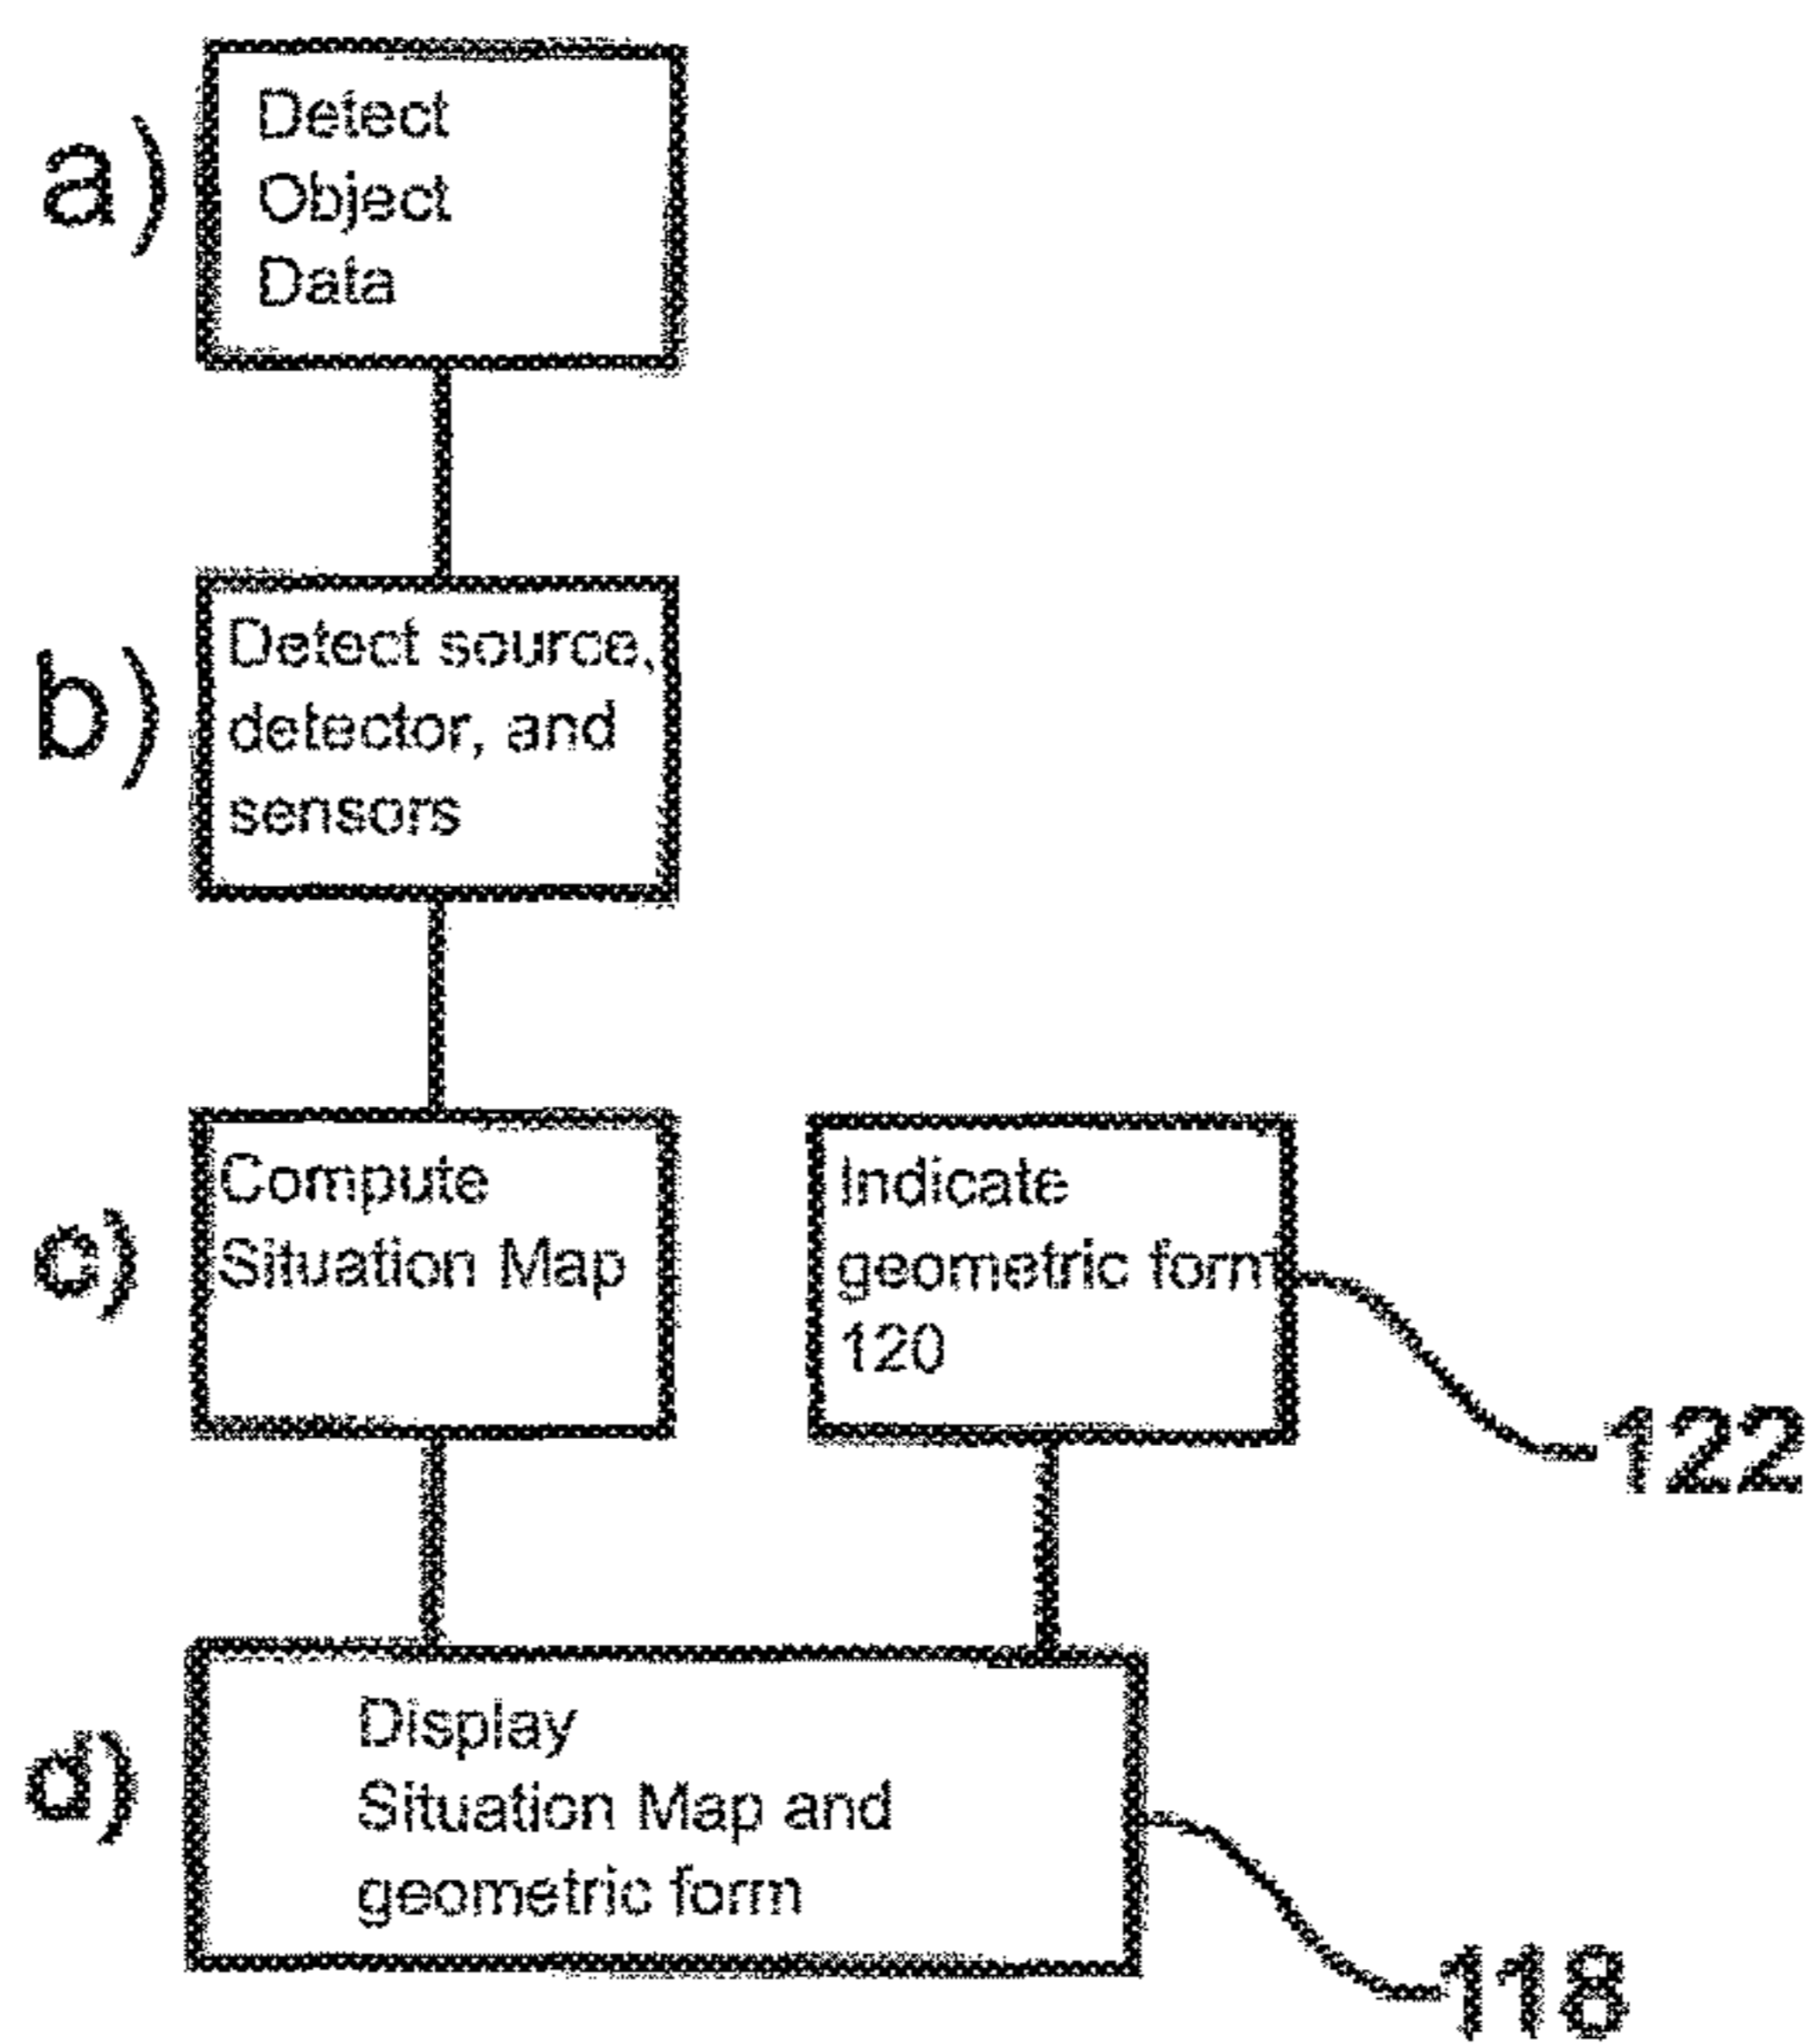 a)
Detect
Object
Data
b)
Detect source,
detector, and
sensors
c)
Compute
Situation Map
Indicate
geometric form
120
122
d)
Display
Situation Map and
geometric form
118